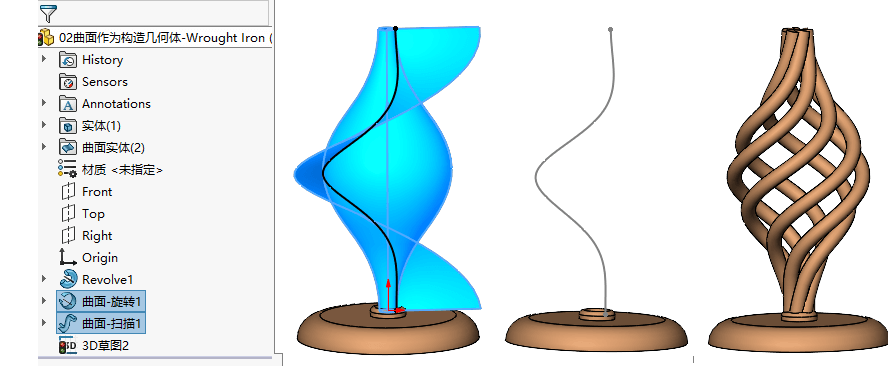 02曲面作为构造几何体-Wrought Iron (
History
Sensors
Annotations
实体(1)
曲面实体(2)
材质 <未指定>
Front
Top
Right
Origin
Revolve1
曲面-旋转1
曲面-扫描1
3D草图2